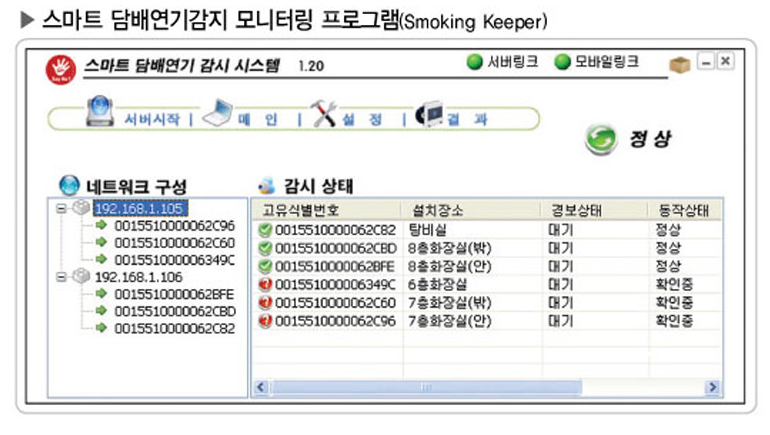 ▶ 스마트 담배연기감지 모니터링 프로그램(Smoking Keeper)
스마트 담배연기 감시 시스템 1.20
서버링크 모바일링크
서버시작 | 메 인 | 설 정 | 결 과
정 상
네트워크 구성
192.168.1.105
0015510000062C96
0015510000062C60
001551000006349C
192.168.1.106
0015510000062BFE
0015510000062CBD
0015510000062C82
감시 상태
고유식별번호 설치장소 경보상태 동작상태
0015510000062C82 탕비실 대기 정상
0015510000062CBD 8층화장실(밖) 대기 정상
0015510000062BFE 8층화장실(안) 대기 정상
001551000006349C 6층화장실 대기 확인중
0015510000062C60 7층화장실(밖) 대기 확인중
0015510000062C96 7층화장실(안) 대기 확인중